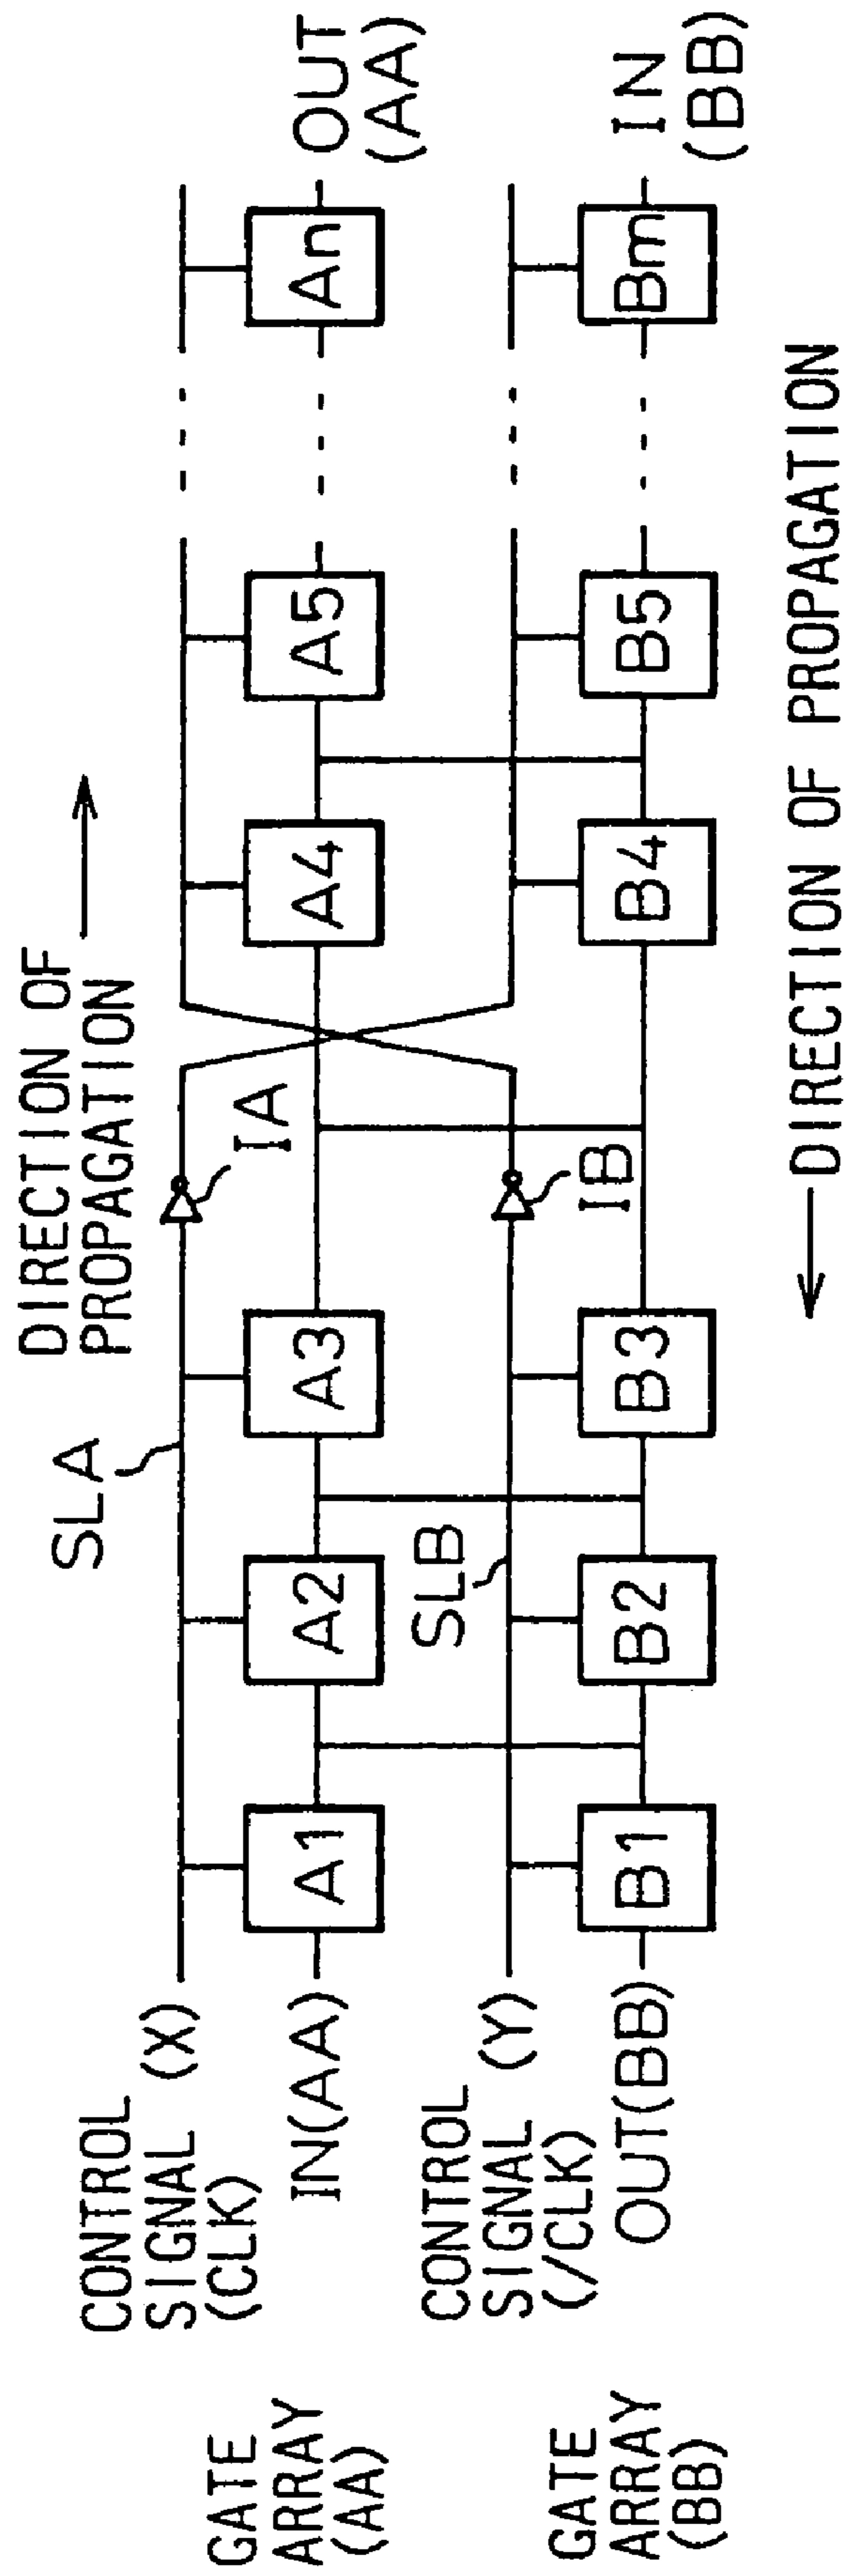 DIRECTION OF
PROPAGATION
SLA
IA
CONTROL
SIGNAL (X)
(CLK)
GATE
ARRAY
(AA)
IN(AA)
A1
A2
A3
A4
A5
An
OUT
(AA)
SLB
IB
CONTROL
SIGNAL (Y)
(/CLK)
GATE
ARRAY
(BB)
OUT(BB)
B1
B2
B3
B4
B5
Bm
IN
(BB)
DIRECTION OF PROPAGATION